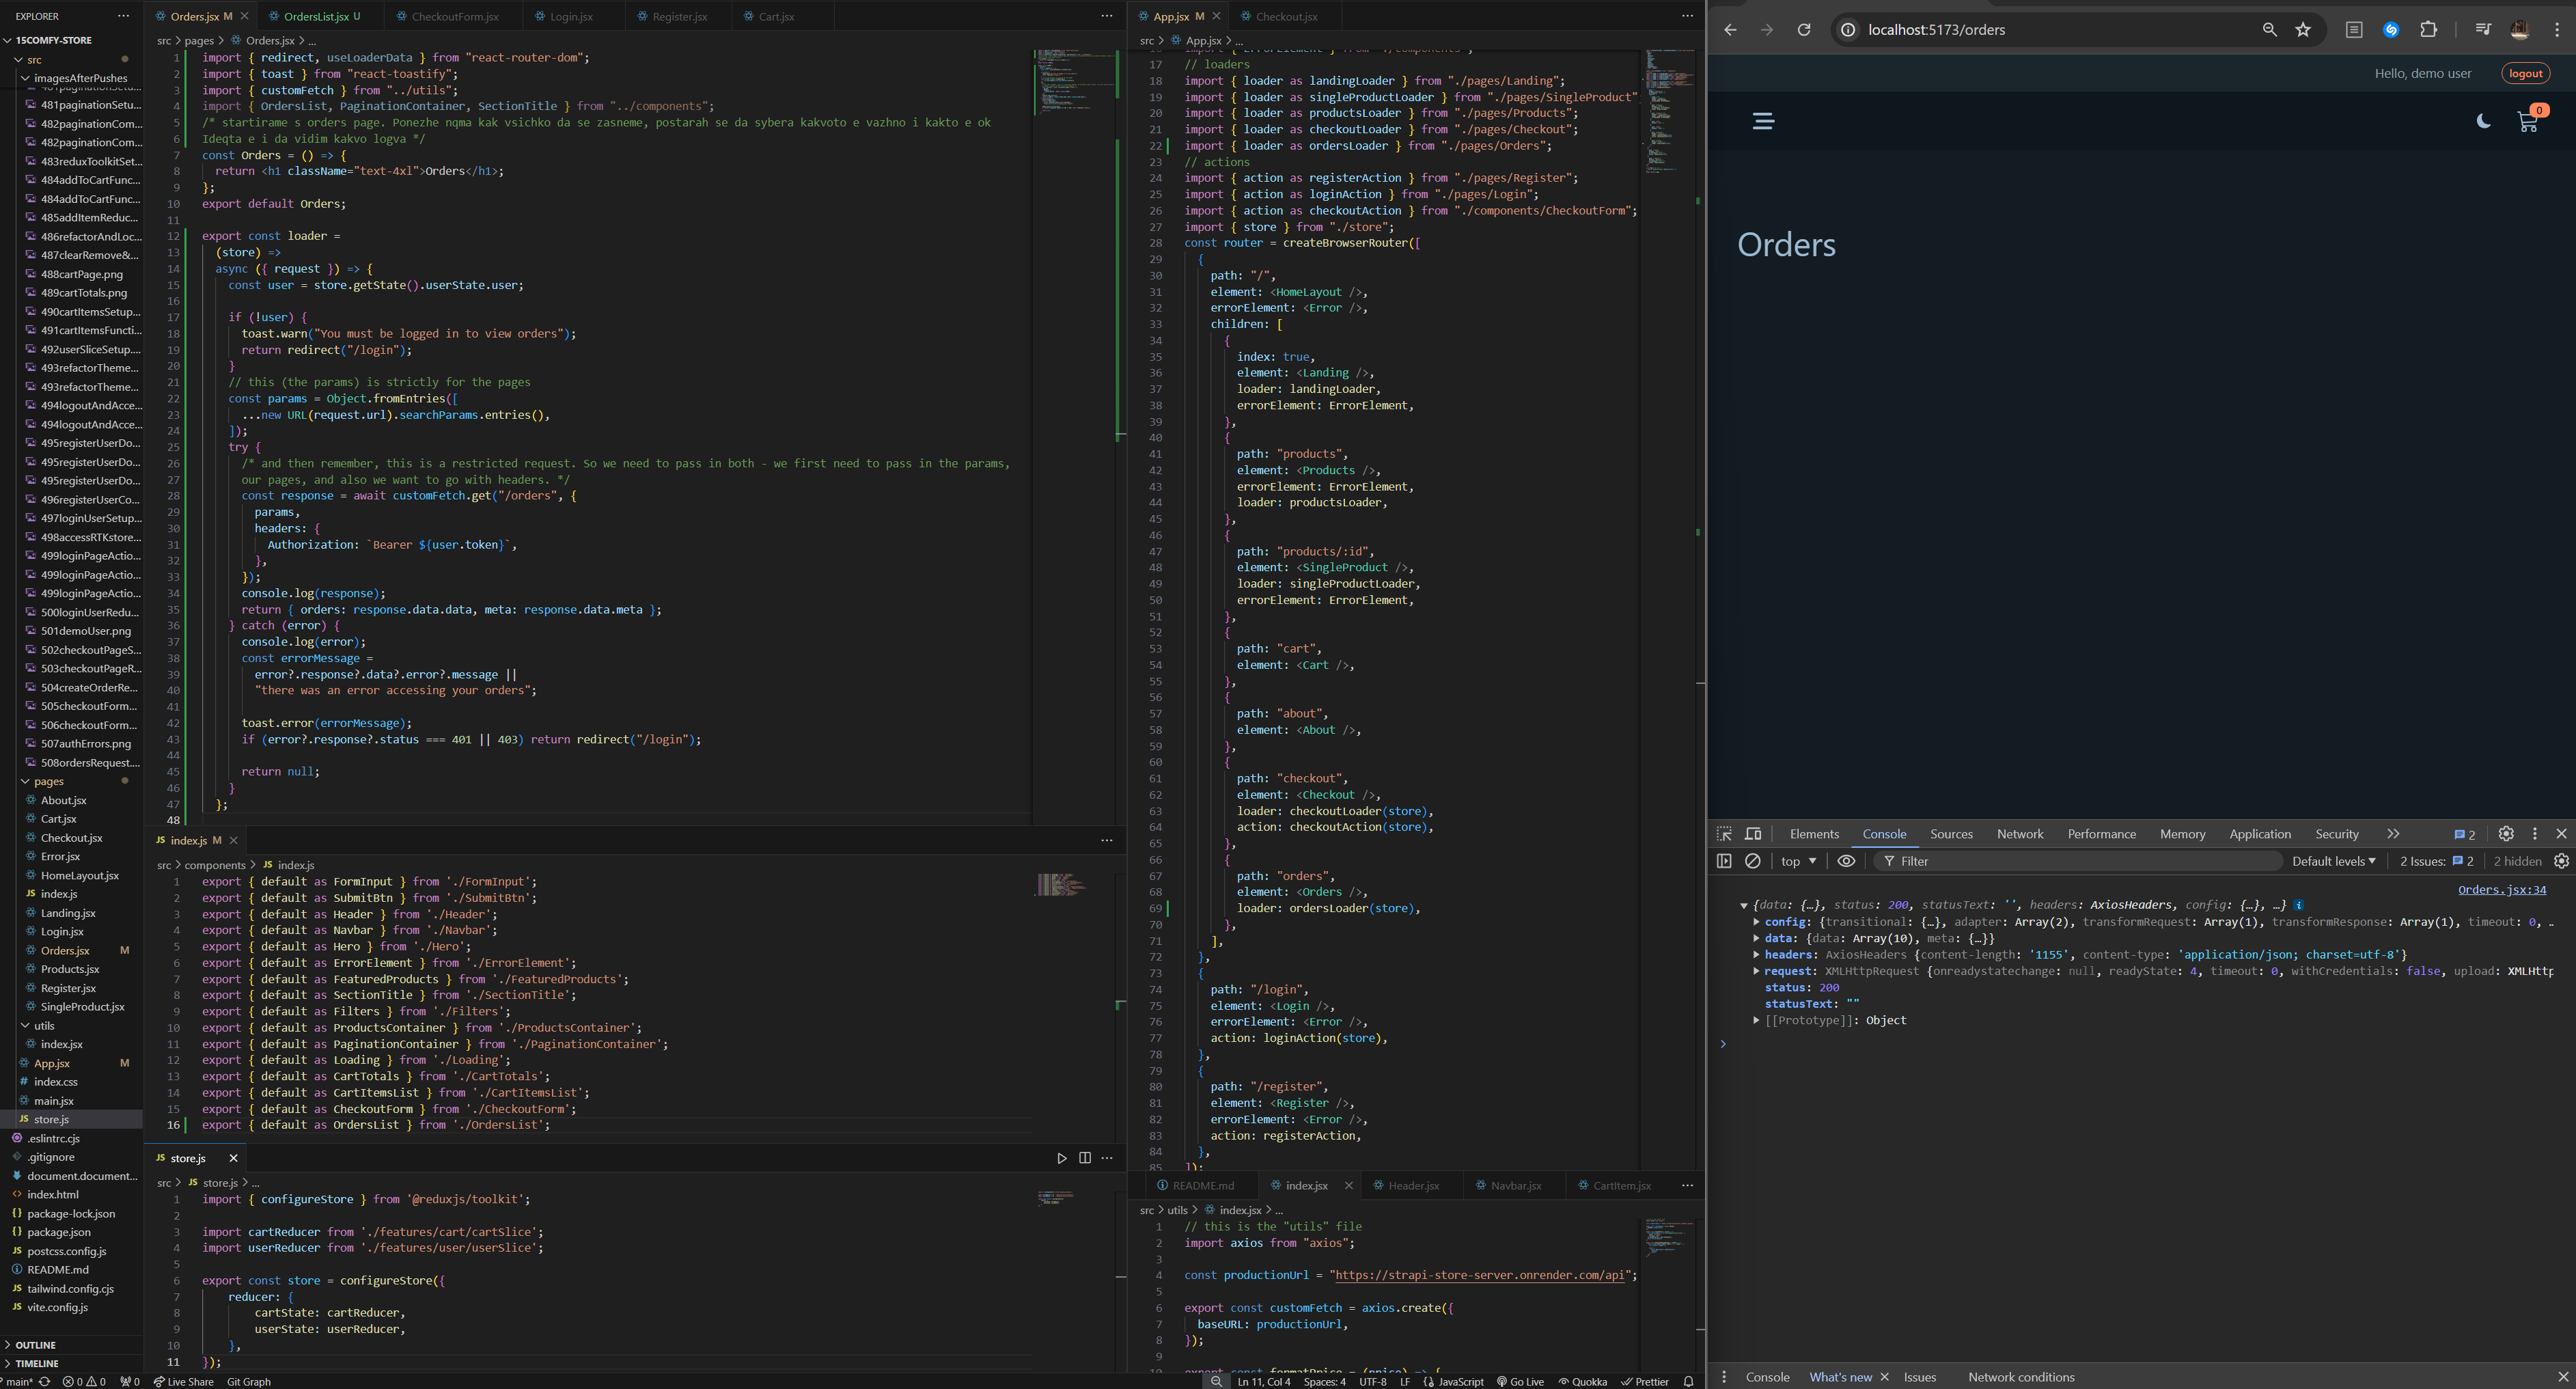 EXPLORER
15COMFY-STORE
src
imagesAfterPushes
481paginationSetu...
482paginationCom...
482paginationCom...
483reduxToolkitSet...
484addToCartFunc...
484addToCartFunc...
485addItemReduc...
486refactorAndLoc...
487clearRemove&...
488cartPage.png
489cartTotals.png
490cartItemsSetup...
491cartItemsFuncti...
492userSliceSetup....
493refactorTheme...
493refactorTheme...
494logoutAndAcce...
494logoutAndAcce...
495registerUserDo...
495registerUserDo...
495registerUserDo...
496registerUserCo...
497loginUserSetup...
498accessRTKstore...
499loginPageActio...
499loginPageActio...
499loginPageActio...
500loginUserRedu...
501demoUser.png
502checkoutPageS...
503checkoutPageR...
504createOrderRe...
505checkoutForm...
506checkoutForm...
507authErrors.png
508ordersRequest....
pages
About.jsx
Cart.jsx
Checkout.jsx
Error.jsx
HomeLayout.jsx
index.js
Landing.jsx
Login.jsx
Orders.jsx M
Products.jsx
Register.jsx
SingleProduct.jsx
utils
index.jsx
App.jsx M
index.css
main.jsx
store.js
.eslintrc.cjs
.gitignore
document.document...
index.html
package-lock.json
package.json
postcss.config.js
README.md
tailwind.config.cjs
vite.config.js
OUTLINE
TIMELINE
Orders.jsx M OrdersList.jsx U CheckoutForm.jsx Login.jsx Register.jsx Cart.jsx
src > pages > Orders.jsx > ...
1 import { redirect, useLoaderData } from "react-router-dom";
2 import { toast } from "react-toastify";
3 import { customFetch } from "../utils";
4 import { OrdersList, PaginationContainer, SectionTitle } from "../components";
5 /* startirame s orders page. Ponezhe nqma kak vsichko da se zasneme, postarah se da sybera kakvoto e vazhno i kakto e ok
6 Ideqta e i da vidim kakvo logva */
7 const Orders = () => {
8 return <h1 className="text-4xl">Orders</h1>;
9 };
10 export default Orders;
11
12 export const loader =
13 (store) =>
14 async ({ request }) => {
15 const user = store.getState().userState.user;
16
17 if (!user) {
18 toast.warn("You must be logged in to view orders");
19 return redirect("/login");
20 }
21 // this (the params) is strictly for the pages
22 const params = Object.fromEntries([
23 ...new URL(request.url).searchParams.entries(),
24 ]);
25 try {
26 /* and then remember, this is a restricted request. So we need to pass in both - we first need to pass in the params,
27 our pages, and also we want to go with headers. */
28 const response = await customFetch.get("/orders", {
29 params,
30 headers: {
31 Authorization: `Bearer ${user.token}`,
32 },
33 });
34 console.log(response);
35 return { orders: response.data.data, meta: response.data.meta };
36 } catch (error) {
37 console.log(error);
38 const errorMessage =
39 error?.response?.data?.error?.message ||
40 "there was an error accessing your orders";
41
42 toast.error(errorMessage);
43 if (error?.response?.status === 401 || 403) return redirect("/login");
44
45 return null;
46 }
47 };
48
index.js M
src > components > index.js
1 export { default as FormInput } from './FormInput';
2 export { default as SubmitBtn } from './SubmitBtn';
3 export { default as Header } from './Header';
4 export { default as Navbar } from './Navbar';
5 export { default as Hero } from './Hero';
6 export { default as ErrorElement } from './ErrorElement';
7 export { default as FeaturedProducts } from './FeaturedProducts';
8 export { default as SectionTitle } from './SectionTitle';
9 export { default as Filters } from './Filters';
10 export { default as ProductsContainer } from './ProductsContainer';
11 export { default as PaginationContainer } from './PaginationContainer';
12 export { default as Loading } from './Loading';
13 export { default as CartTotals } from './CartTotals';
14 export { default as CartItemsList } from './CartItemsList';
15 export { default as CheckoutForm } from './CheckoutForm';
16 export { default as OrdersList } from './OrdersList';
store.js
src > store.js > ...
1 import { configureStore } from '@reduxjs/toolkit';
2
3 import cartReducer from './features/cart/cartSlice';
4 import userReducer from './features/user/userSlice';
5
6 export const store = configureStore({
7 reducer: {
8 cartState: cartReducer,
9 userState: userReducer,
10 },
11 });
App.jsx M Checkout.jsx
src > App.jsx > ...
17 // loaders
18 import { loader as landingLoader } from "./pages/Landing";
19 import { loader as singleProductLoader } from "./pages/SingleProduct"
20 import { loader as productsLoader } from "./pages/Products";
21 import { loader as checkoutLoader } from "./pages/Checkout";
22 import { loader as ordersLoader } from "./pages/Orders";
23 // actions
24 import { action as registerAction } from "./pages/Register";
25 import { action as loginAction } from "./pages/Login";
26 import { action as checkoutAction } from "./components/CheckoutForm";
27 import { store } from "./store";
28 const router = createBrowserRouter([
29 {
30 path: "/",
31 element: <HomeLayout />,
32 errorElement: <Error />,
33 children: [
34 {
35 index: true,
36 element: <Landing />,
37 loader: landingLoader,
38 errorElement: ErrorElement,
39 },
40 {
41 path: "products",
42 element: <Products />,
43 errorElement: ErrorElement,
44 loader: productsLoader,
45 },
46 {
47 path: "products/:id",
48 element: <SingleProduct />,
49 loader: singleProductLoader,
50 errorElement: ErrorElement,
51 },
52 {
53 path: "cart",
54 element: <Cart />,
55 },
56 {
57 path: "about",
58 element: <About />,
59 },
60 {
61 path: "checkout",
62 element: <Checkout />,
63 loader: checkoutLoader(store),
64 action: checkoutAction(store),
65 },
66 {
67 path: "orders",
68 element: <Orders />,
69 loader: ordersLoader(store),
70 },
71 ],
72 },
73 {
74 path: "/login",
75 element: <Login />,
76 errorElement: <Error />,
77 action: loginAction(store),
78 },
79 {
80 path: "/register",
81 element: <Register />,
82 errorElement: <Error />,
83 action: registerAction,
84 },
85 ]);
README.md index.jsx Header.jsx Navbar.jsx CartItem.jsx
src > utils > index.jsx > ...
1 // this is the "utils" file
2 import axios from "axios";
3
4 const productionUrl = "https://strapi-store-server.onrender.com/api";
5
6 export const customFetch = axios.create({
7 baseURL: productionUrl,
8 });
9
10 export const formatPrice = (price) => {
main* 0 0 0 Live Share Git Graph Ln 11, Col 4 Spaces: 4 UTF-8 LF JavaScript Go Live Quokka Prettier
localhost:5173/orders
Hello, demo user logout
0
Orders
Elements Console Sources Network Performance Memory Application Security 2
top Filter Default levels 2 Issues: 2 2 hidden
Orders.jsx:34
{data: {…}, status: 200, statusText: '', headers: AxiosHeaders, config: {…}, …}
config: {transitional: {…}, adapter: Array(2), transformRequest: Array(1), transformResponse: Array(1), timeout: 0, …
data: {data: Array(10), meta: {…}}
headers: AxiosHeaders {content-length: '1155', content-type: 'application/json; charset=utf-8'}
request: XMLHttpRequest {onreadystatechange: null, readyState: 4, timeout: 0, withCredentials: false, upload: XMLHttp
status: 200
statusText: ""
[[Prototype]]: Object
Console What's new Issues Network conditions